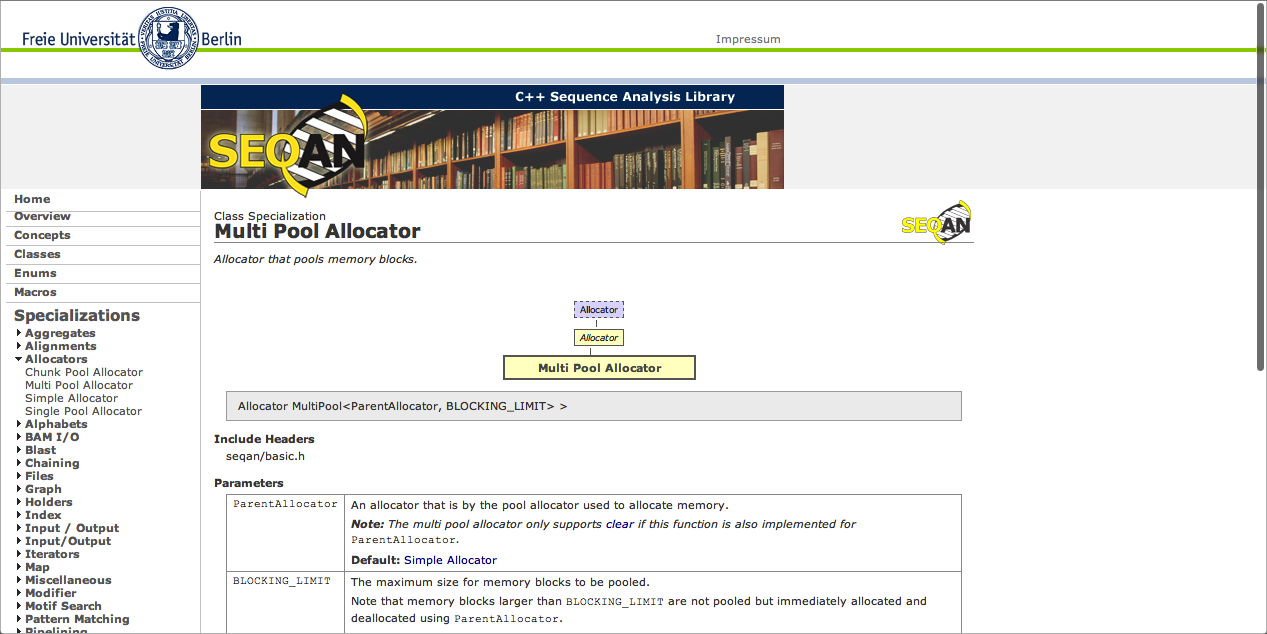 Freie Universität Berlin
Impressum
C++ Sequence Analysis Library
SEQAN
Home
Overview
Concepts
Classes
Enums
Macros
Specializations
Aggregates
Alignments
Allocators
Chunk Pool Allocator
Multi Pool Allocator
Simple Allocator
Single Pool Allocator
Alphabets
BAM I/O
Blast
Chaining
Files
Graph
Holders
Index
Input / Output
Input/Output
Iterators
Map
Miscellaneous
Modifier
Motif Search
Pattern Matching
Pipelining
Class Specialization
Multi Pool Allocator
SEQAN
Allocator that pools memory blocks.
Allocator
Allocator
Multi Pool Allocator
Allocator MultiPool<ParentAllocator, BLOCKING_LIMIT> >
Include Headers
seqan/basic.h
Parameters
ParentAllocator
An allocator that is by the pool allocator used to allocate memory.
Note: The multi pool allocator only supports clear if this function is also implemented for
ParentAllocator.
Default: Simple Allocator
BLOCKING_LIMIT
The maximum size for memory blocks to be pooled.
Note that memory blocks larger than BLOCKING_LIMIT are not pooled but immediately allocated and
deallocated using ParentAllocator.